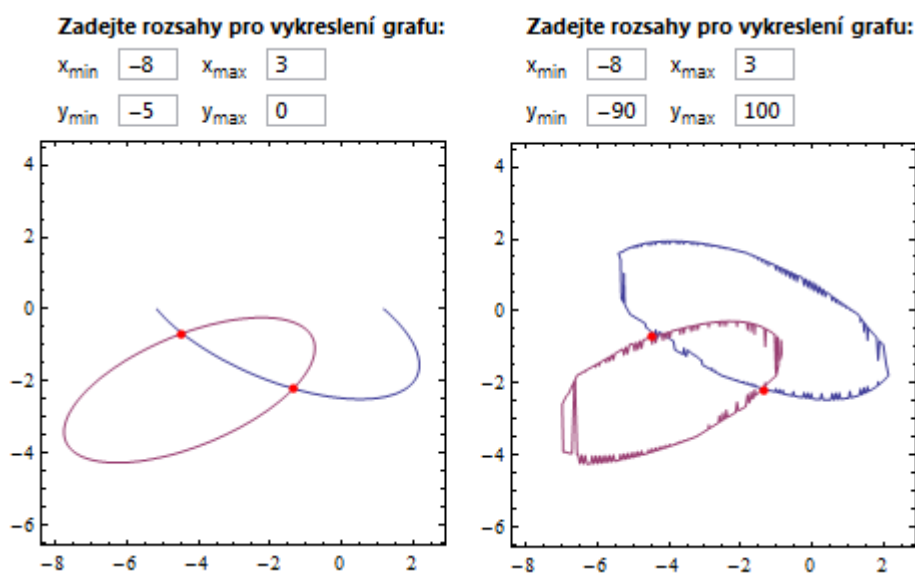 Zadejte rozsahy pro vykreslení grafu:
xmin −8 xmax 3
ymin −5 ymax 0
4
2
0
−2
−4
−6
−8 −6 −4 −2 0 2
Zadejte rozsahy pro vykreslení grafu:
xmin −8 xmax 3
ymin −90 ymax 100
4
2
0
−2
−4
−6
−8 −6 −4 −2 0 2